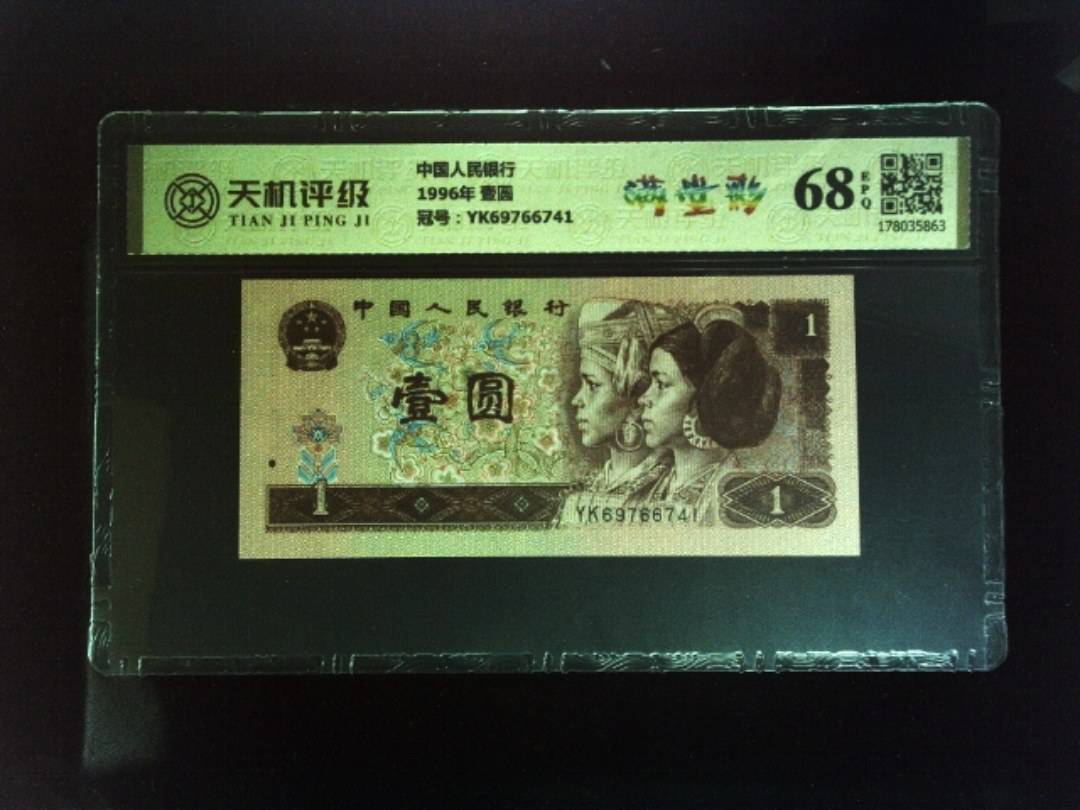 天机评级
TIAN JI PING JI
中国人民银行
1996年 壹圆
冠号：YK69766741
满堂彩
68
EPQ
178035863
中国人民银行
1
壹圆
1
YK69766741
1